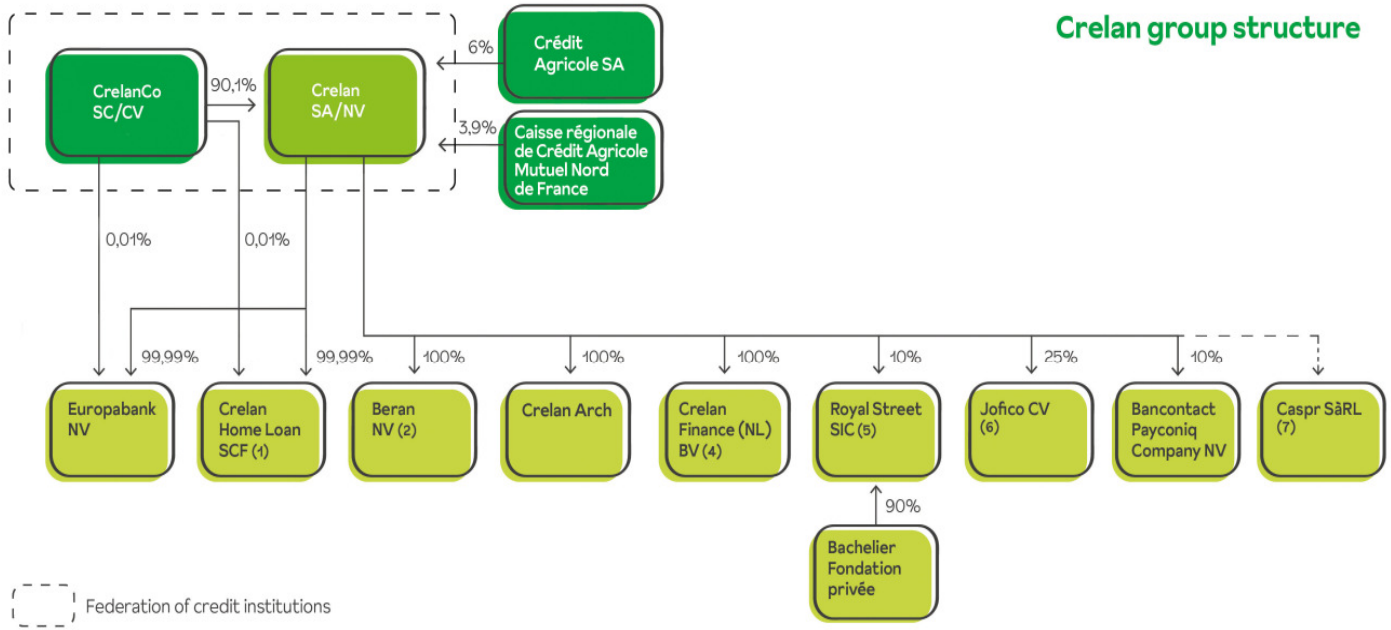 Crelan group structure
CrelanCo
SC/CV
90,1%
Crelan
SA/NV
6%
Crédit
Agricole SA
3,9%
Caisse régionale
de Crédit Agricole
Mutuel Nord
de France
0,01%
0,01%
99,99%
99,99%
100%
100%
100%
10%
25%
10%
Europabank
NV
Crelan
Home Loan
SCF (1)
Beran
NV (2)
Crelan Arch
Crelan
Finance (NL)
BV (4)
Royal Street
SIC (5)
Jofico CV
(6)
Bancontact
Payconiq
Company NV
Caspr SàRL
(7)
90%
Bachelier
Fondation
privée
Federation of credit institutions